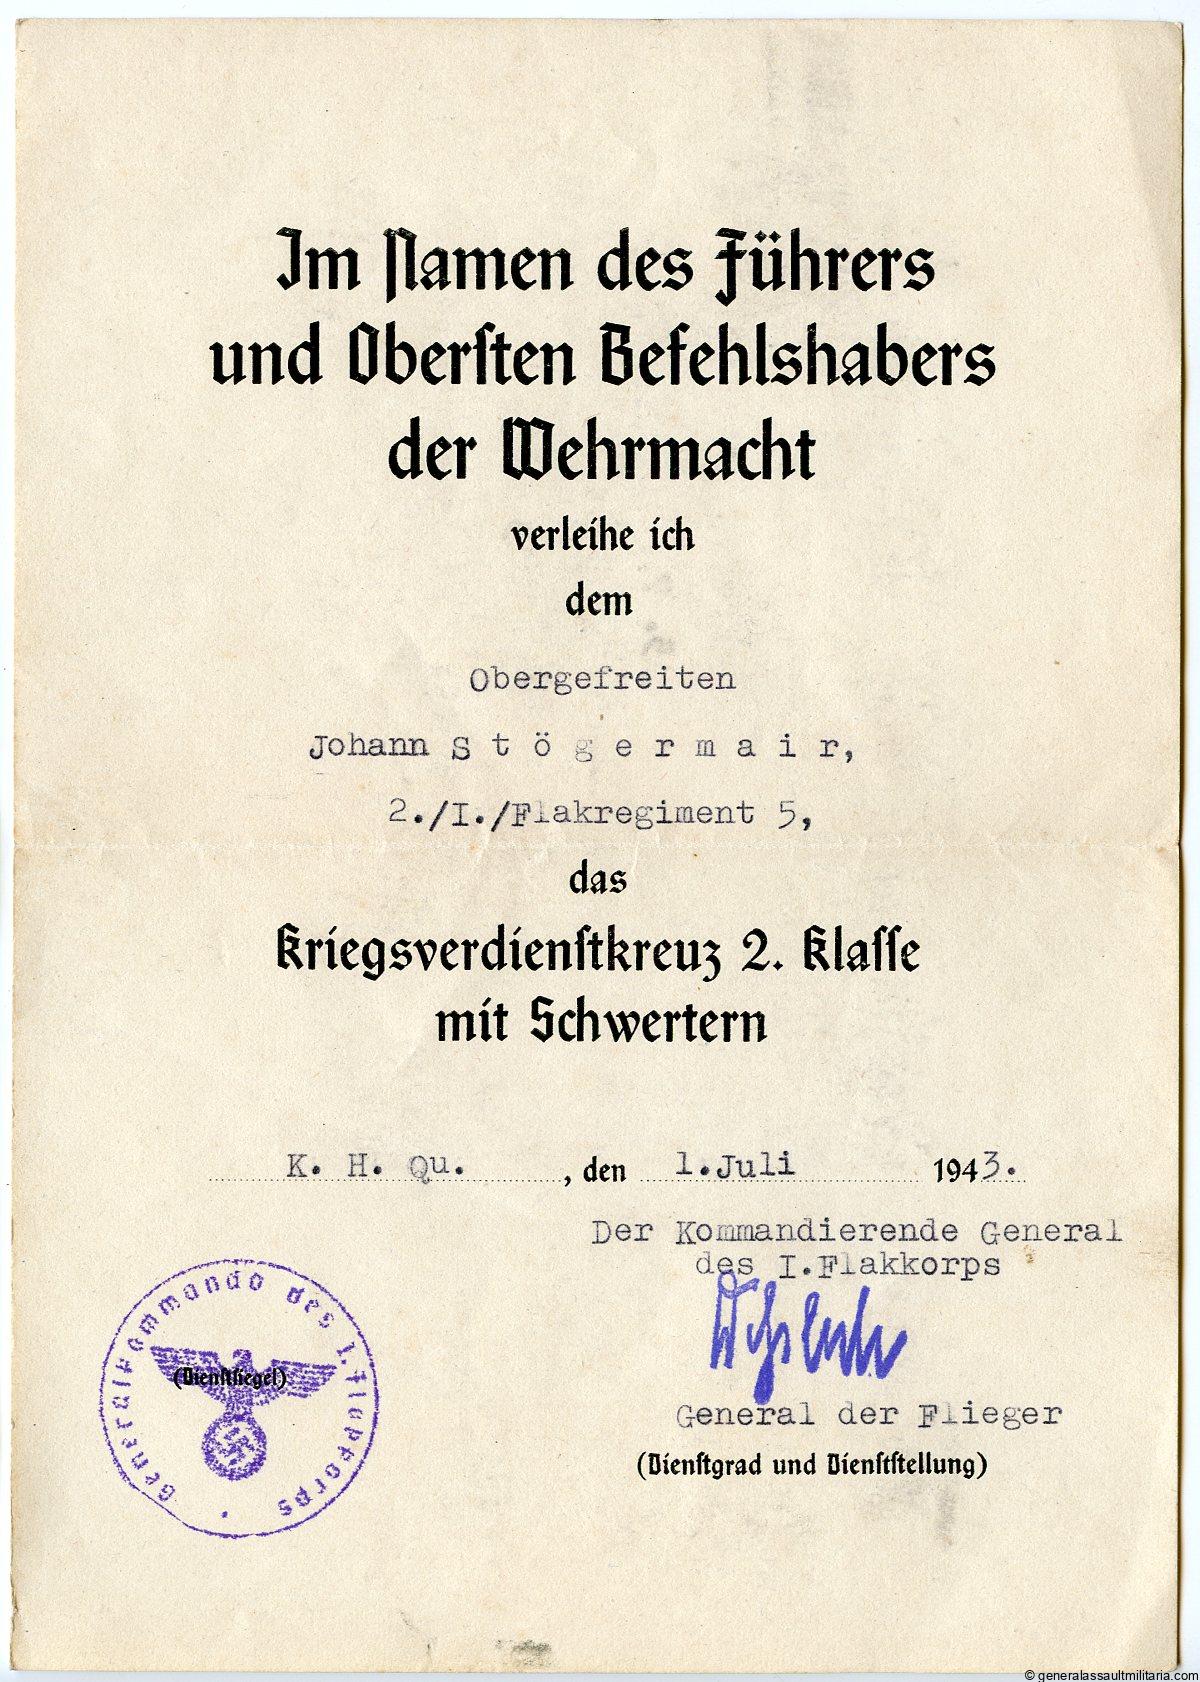 Im Namen des Führers
und Oberſten Befehlshabers
der Wehrmacht
verleihe ich
dem
Obergefreiten
Johann S t ö g e r m a i r,
2./I./Flakregiment 5,
das
Kriegsverdienſtkreuz 2. Klaſſe
mit Schwertern
K. H. Qu. , den 1.Juli 1943.
Der Kommandierende General
des I.Flakkorps
General der Flieger
(Dienſtgrad und Dienſtſtellung)
Generalkommando des I. Flakkorps
(Dienſtſiegel)
© generalassaultmilitaria.com